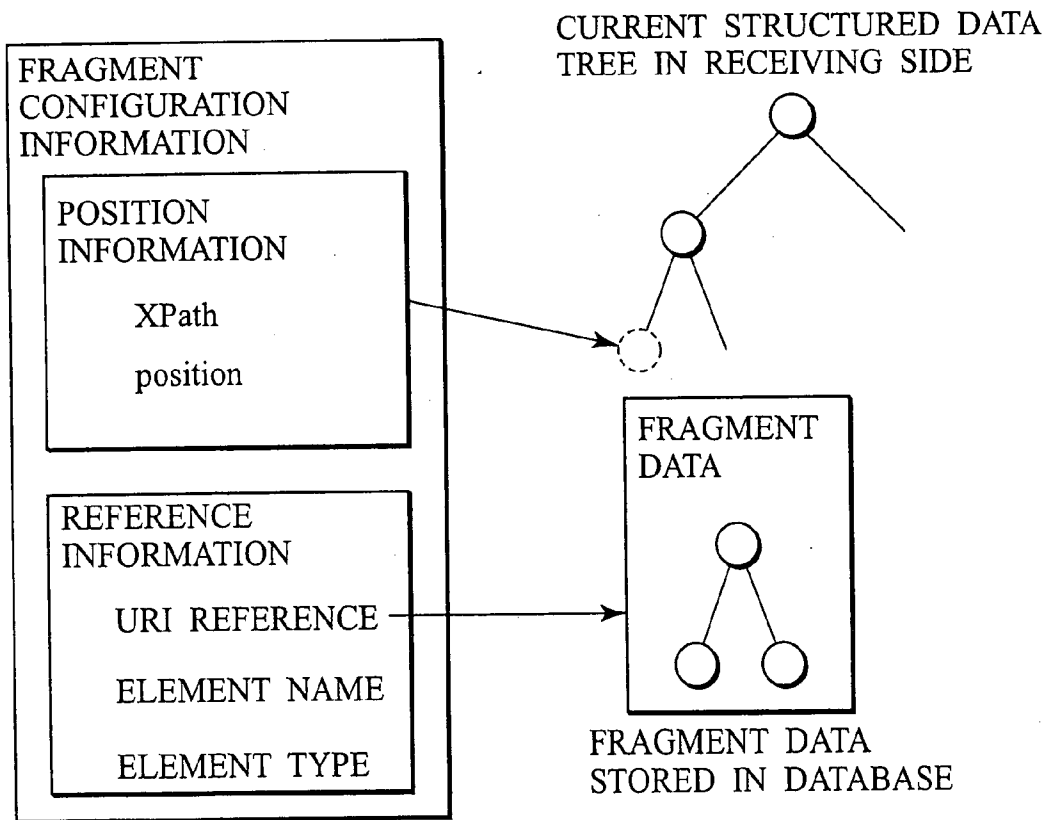 FRAGMENT
CONFIGURATION
INFORMATION
POSITION
INFORMATION
XPath
position
REFERENCE
INFORMATION
URI REFERENCE
ELEMENT NAME
ELEMENT TYPE
CURRENT STRUCTURED DATA
TREE IN RECEIVING SIDE
FRAGMENT
DATA
FRAGMENT DATA
STORED IN DATABASE